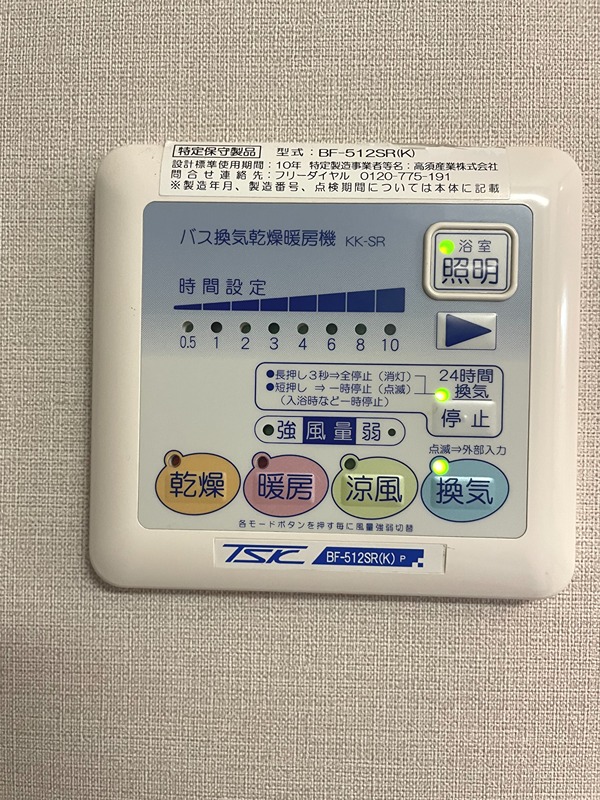 特定保守製品 型式：BF-512SR(K)
設計標準使用期間：10年 特定製造事業者等名：高須産業株式会社
問合せ連絡先：フリーダイヤル 0120-775-191
※製造年月、製造番号、点検期間については本体に記載
バス換気乾燥暖房機 KK-SR
浴室
照明
時間設定
0.5 1 2 3 4 6 8 10
●長押し3秒⇒全停止（消灯）
●短押し ⇒一時停止（点滅）
（入浴時など一時停止）
24時間
換気
停止
強 風量 弱
点滅⇒外部入力
乾燥 暖房 涼風 換気
各モードボタンを押す毎に風量強弱切替
TSK BF-512SR(K) P